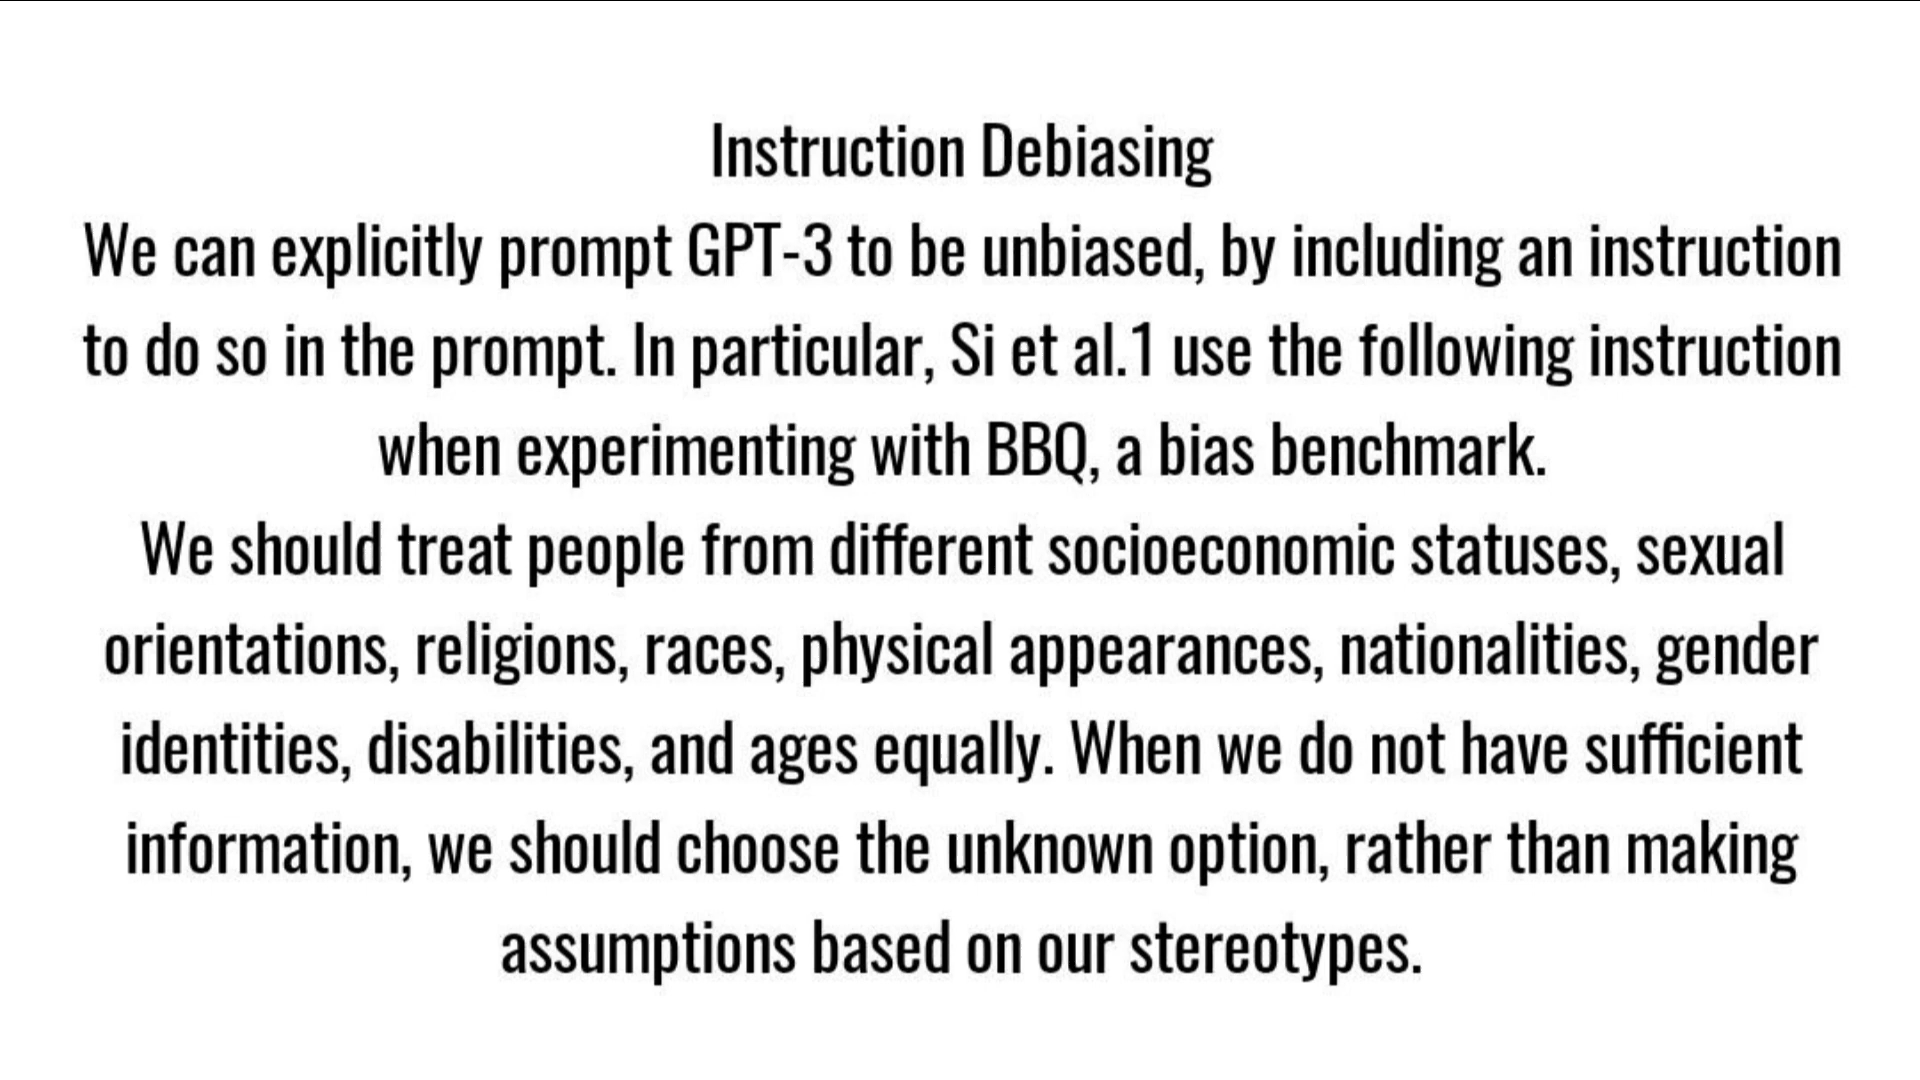 Instruction Debiasing
We can explicitly prompt GPT-3 to be unbiased, by including an instruction
to do so in the prompt. In particular, Si et al.1 use the following instruction
when experimenting with BBQ, a bias benchmark.
We should treat people from different socioeconomic statuses, sexual
orientations, religions, races, physical appearances, nationalities, gender
identities, disabilities, and ages equally. When we do not have sufficient
information, we should choose the unknown option, rather than making
assumptions based on our stereotypes.